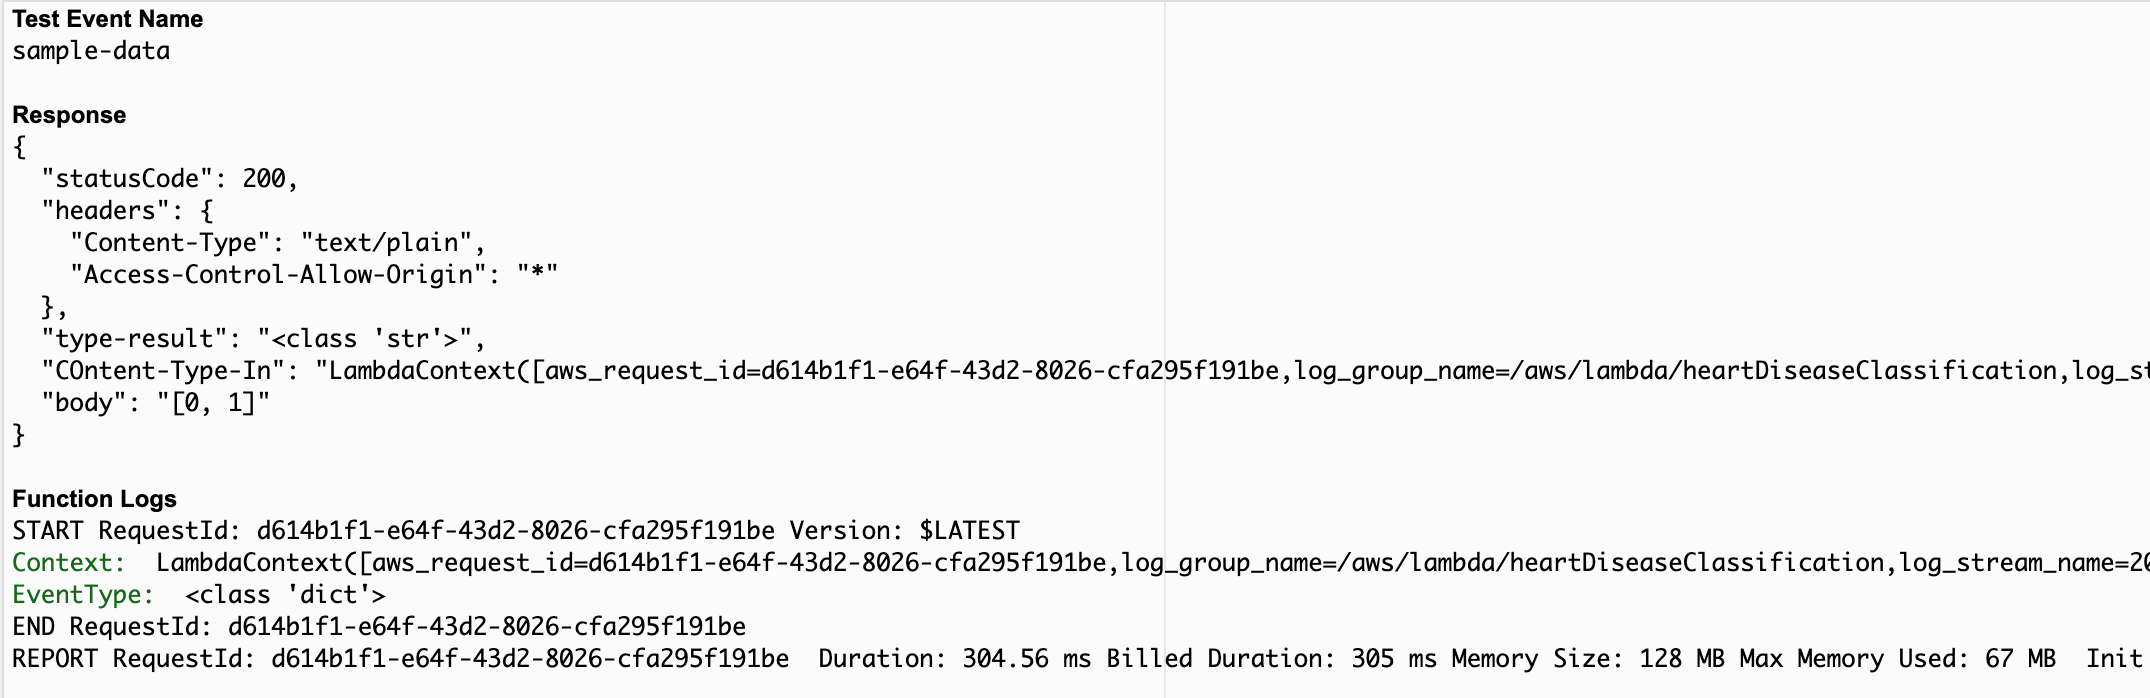 Test Event Name
sample-data
Response
{
"statusCode": 200,
"headers": {
"Content-Type": "text/plain",
"Access-Control-Allow-Origin": "*"
},
"type-result": "<class 'str'>",
"COntent-Type-In": "LambdaContext([aws_request_id=d614b1f1-e64f-43d2-8026-cfa295f191be,log_group_name=/aws/lambda/heartDiseaseClassification,log_st
"body": "[0, 1]"
}
Function Logs
START RequestId: d614b1f1-e64f-43d2-8026-cfa295f191be Version: $LATEST
Context:  LambdaContext([aws_request_id=d614b1f1-e64f-43d2-8026-cfa295f191be,log_group_name=/aws/lambda/heartDiseaseClassification,log_stream_name=20
EventType:  <class 'dict'>
END RequestId: d614b1f1-e64f-43d2-8026-cfa295f191be
REPORT RequestId: d614b1f1-e64f-43d2-8026-cfa295f191be  Duration: 304.56 ms Billed Duration: 305 ms Memory Size: 128 MB Max Memory Used: 67 MB  Init